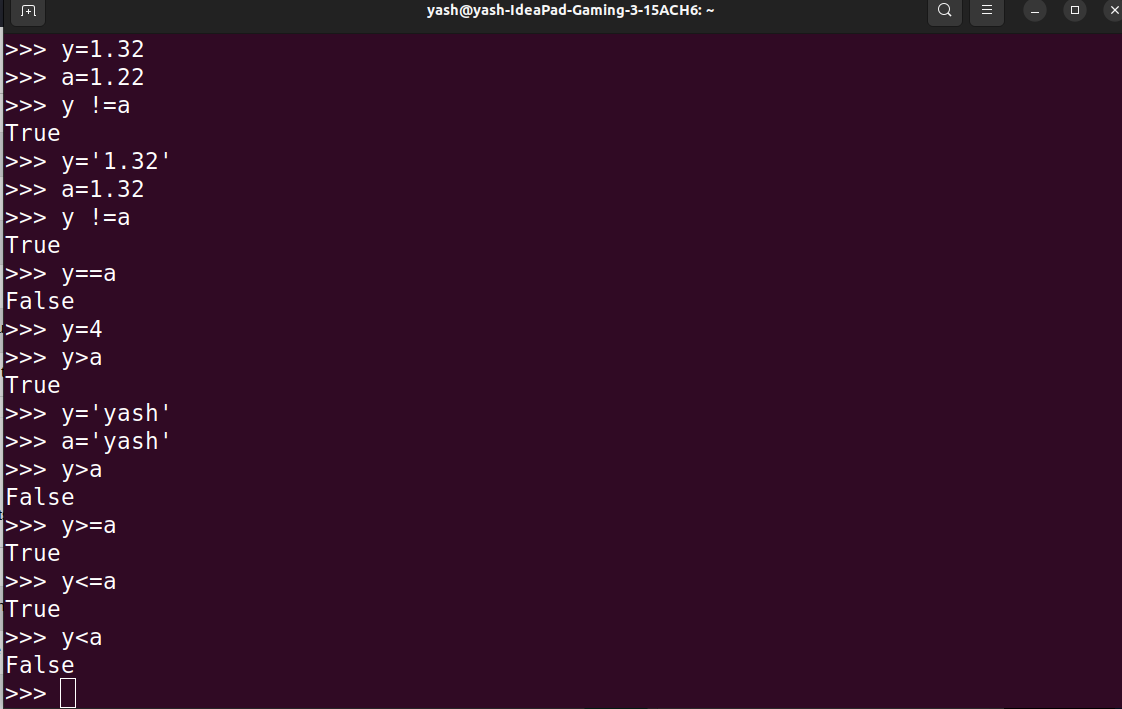 yash@yash-IdeaPad-Gaming-3-15ACH6: ~
>>> y=1.32
>>> a=1.22
>>> y !=a
True
>>> y='1.32'
>>> a=1.32
>>> y !=a
True
>>> y==a
False
>>> y=4
>>> y>a
True
>>> y='yash'
>>> a='yash'
>>> y>a
False
>>> y>=a
True
>>> y<=a
True
>>> y<a
False
>>>